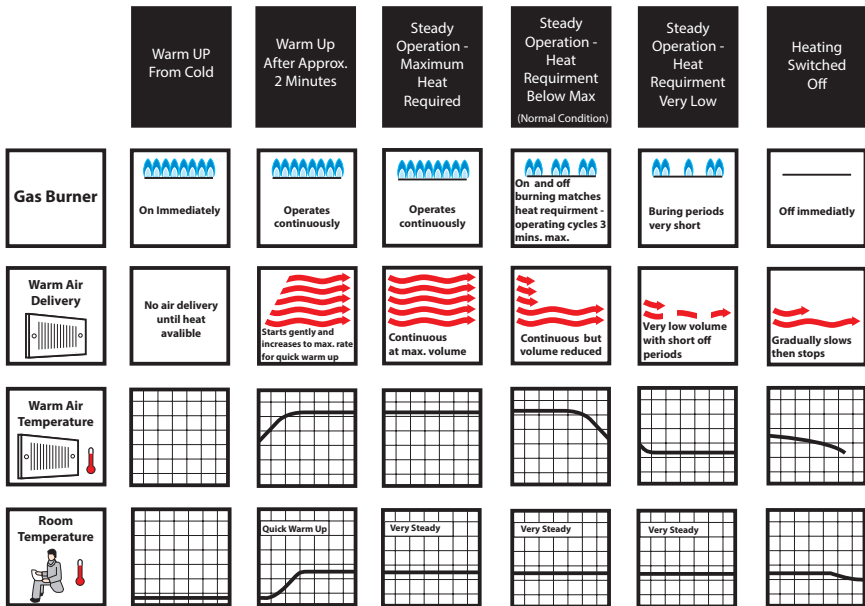 Warm UP
From Cold
Warm Up
After Approx.
2 Minutes
Steady
Operation -
Maximum
Heat
Required
Steady
Operation -
Heat
Requirment
Below Max
(Normal Condition)
Steady
Operation -
Heat
Requirment
Very Low
Heating
Switched
Off
Gas Burner
On Immediately
Operates
continuously
Operates
continuously
On and off
burning matches
heat requirment -
operating cycles 3
mins. max.
Buring periods
very short
Off immediatly
Warm Air
Delivery
No air delivery
until heat
avalible
Starts gently and
increases to max. rate
for quick warm up
Continuous
at max. volume
Continuous but
volume reduced
Very low volume
with short off
periods
Gradually slows
then stops
Warm Air
Temperature
Room
Temperature
Quick Warm Up
Very Steady
Very Steady
Very Steady